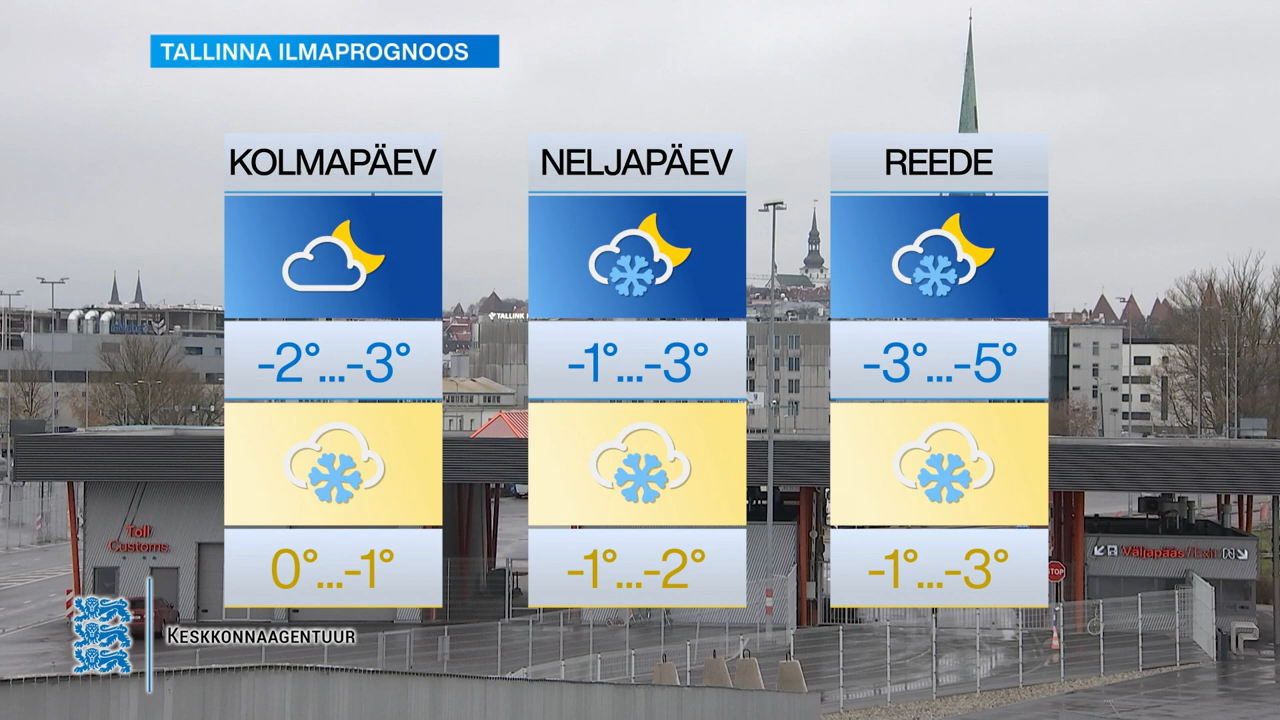 TALLINNA ILMAPROGNOOS
KOLMAPÄEV
-2°...-3°
0°...-1°
NELJAPÄEV
-1°...-3°
-1°...-2°
REEDE
-3°...-5°
-1°...-3°
TALLINK
Toll/
Customs
Väljapääs/Exit
STOP
KESKKONNAAGENTUUR